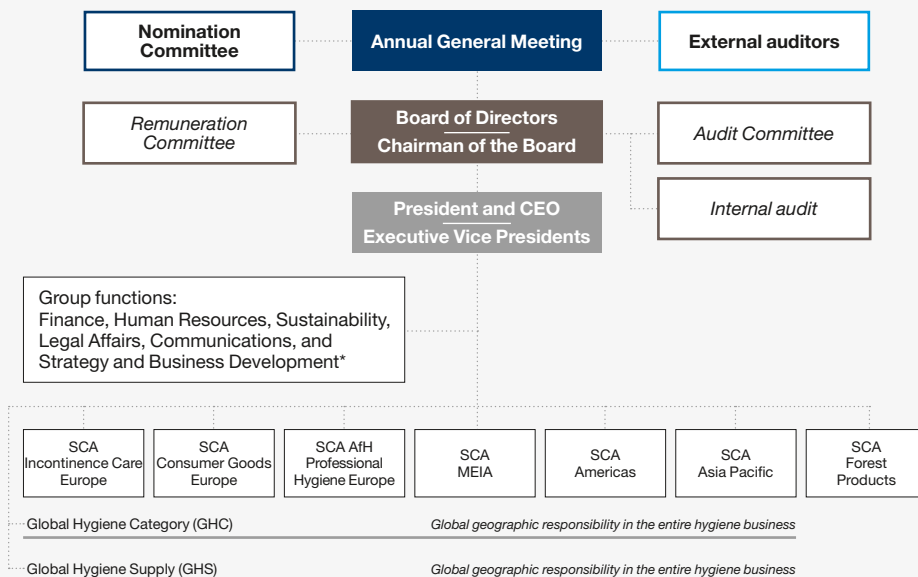 Nomination
Committee
Annual General Meeting
External auditors
Remuneration
Committee
Board of Directors
Chairman of the Board
Audit Committee
Internal audit
President and CEO
Executive Vice Presidents
Group functions:
Finance, Human Resources, Sustainability,
Legal Affairs, Communications, and
Strategy and Business Development*
SCA
Incontinence Care
Europe
SCA
Consumer Goods
Europe
SCA AfH
Professional
Hygiene Europe
SCA
MEIA
SCA
Americas
SCA
Asia Pacific
SCA
Forest
Products
Global Hygiene Category (GHC)
Global geographic responsibility in the entire hygiene business
Global Hygiene Supply (GHS)
Global geographic responsibility in the entire hygiene business